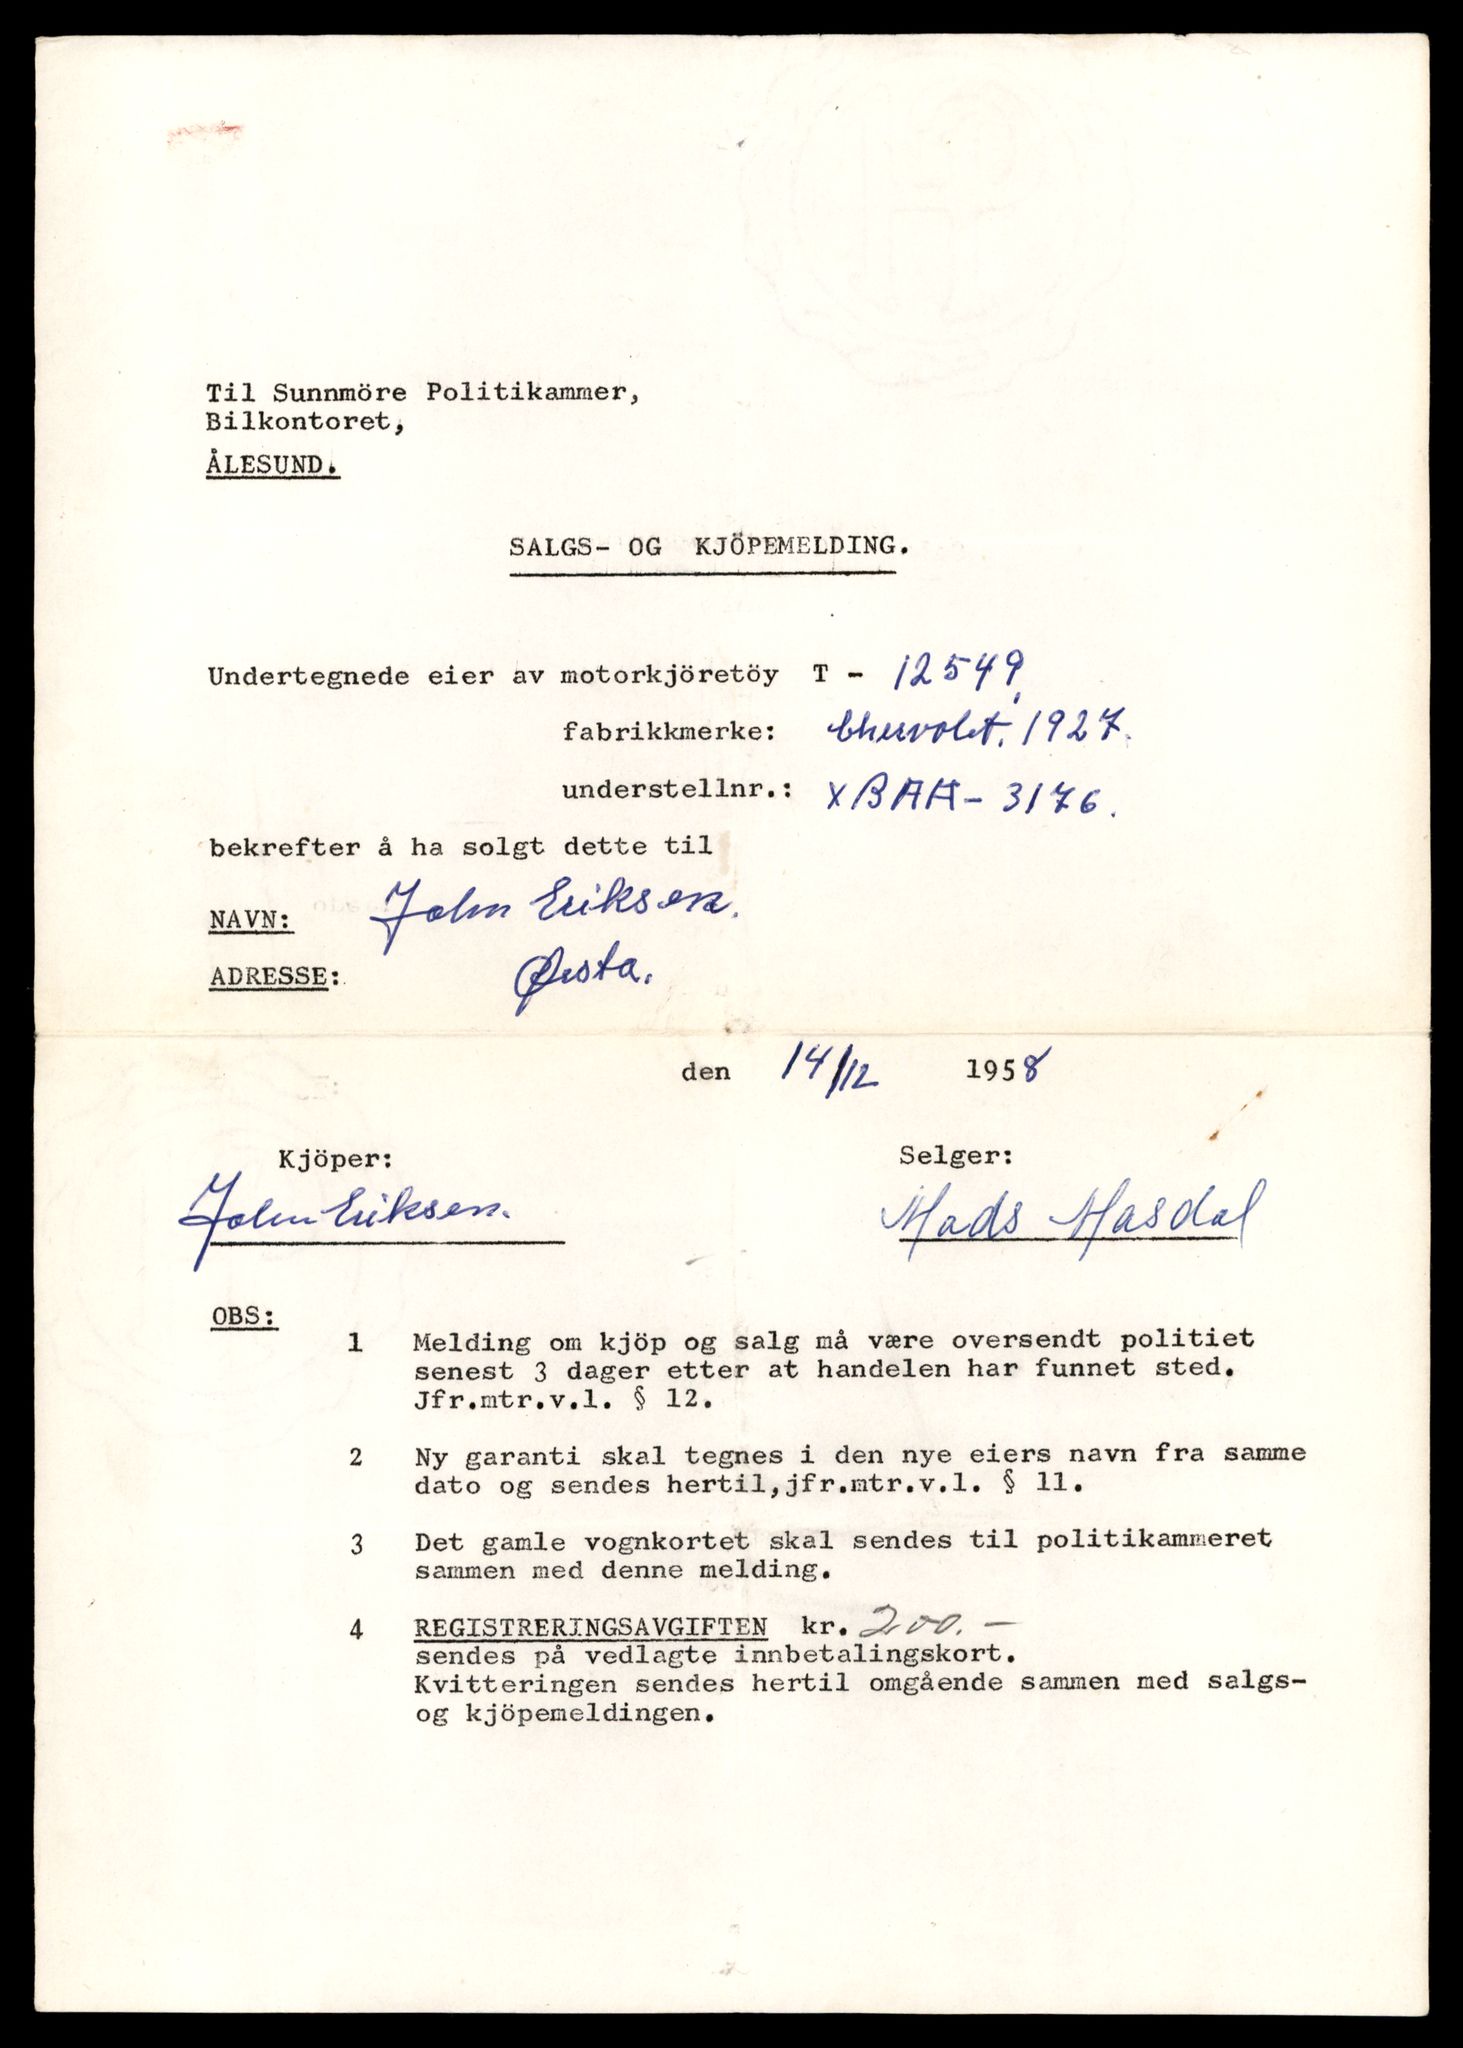 Til Sunnmöre Politikammer,
Bilkontoret,
ÅLESUND.
SALGS- OG KJÖPEMELDING.
Undertegnede eier av motorkjöretöy T - 12549
fabrikkmerke: Chevrolet. 1927.
understellnr.: XBAA - 3176.
bekrefter å ha solgt dette til
NAVN: John Eriksen.
ADRESSE: Ørsta.
den 14/12 1958
Kjöper: Selger:
John Eriksen. Mads Masdal
OBS:
1 Melding om kjöp og salg må være oversendt politiet
senest 3 dager etter at handelen har funnet sted.
Jfr.mtr.v.l. § 12.
2 Ny garanti skal tegnes i den nye eiers navn fra samme
dato og sendes hertil,jfr.mtr.v.l. § 11.
3 Det gamle vognkortet skal sendes til politikammeret
sammen med denne melding.
4 REGISTRERINGSAVGIFTEN kr. 200.-
sendes på vedlagte innbetalingskort.
Kvitteringen sendes hertil omgående sammen med salgs-
og kjöpemeldingen.